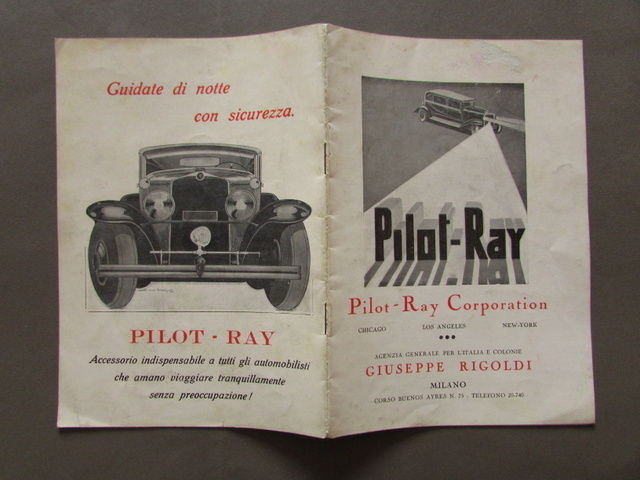 Guidate di notte
con sicurezza.
PILOT - RAY
Accessorio indispensabile a tutti gli automobilisti
che amano viaggiare tranquillamente
senza preoccupazione!
Pilot-Ray
Pilot-Ray Corporation
CHICAGO LOS ANGELES NEW-YORK
AGENZIA GENERALE PER L'ITALIA E COLONIE
GIUSEPPE RIGOLDI
MILANO
CORSO BUENOS AYRES N. 75 - TELEFONO 20-740